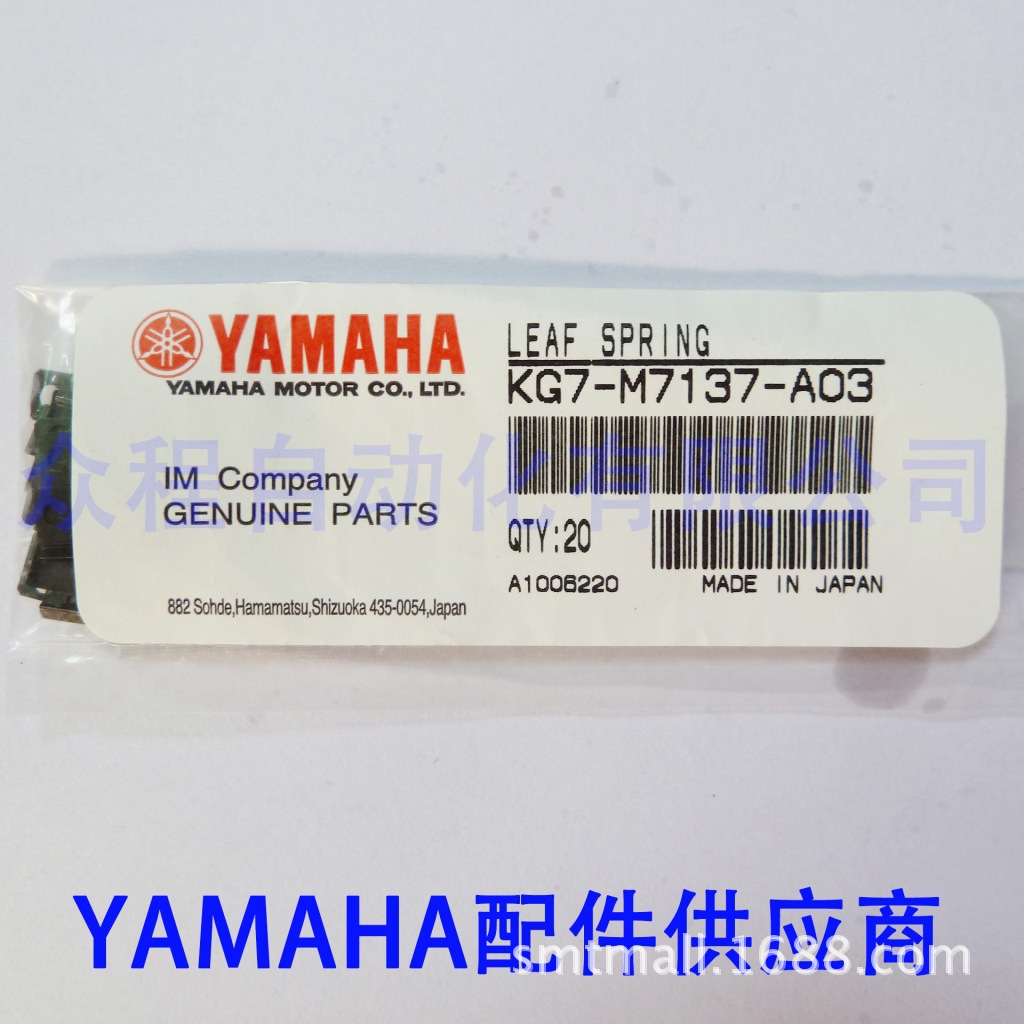 YAMAHA
YAMAHA MOTOR CO., LTD.
IM Company
GENUINE PARTS
882 Sohde,Hamamatsu,Shizuoka 435-0054,Japan
LEAF SPRING
KG7-M7137-A03
QTY:20
A1006220 MADE IN JAPAN
众程自动化有限公司
YAMAHA配件供应商
smtmall.1688.com